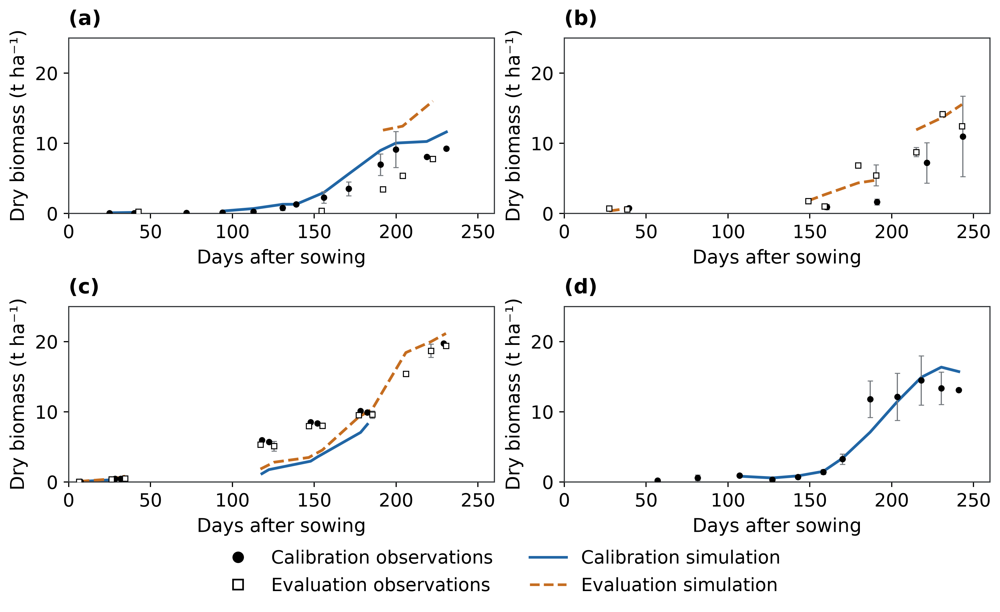 (a)
Dry biomass (t ha⁻¹)
20
10
0
0 50 100 150 200 250
Days after sowing
(b)
Dry biomass (t ha⁻¹)
20
10
0
0 50 100 150 200 250
Days after sowing
(c)
Dry biomass (t ha⁻¹)
20
10
0
0 50 100 150 200 250
Days after sowing
(d)
Dry biomass (t ha⁻¹)
20
10
0
0 50 100 150 200 250
Days after sowing
Calibration observations
Evaluation observations
Calibration simulation
Evaluation simulation